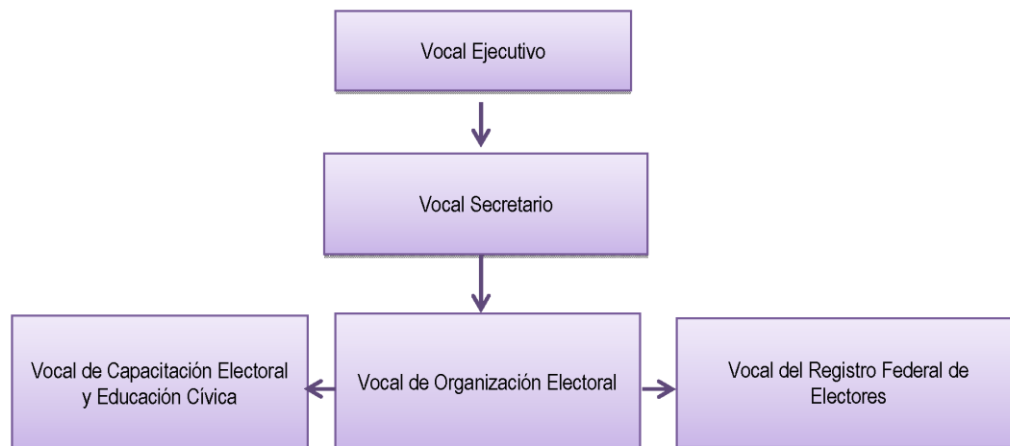 Vocal Ejecutivo
Vocal Secretario
Vocal de Capacitación Electoral
y Educación Cívica
Vocal de Organización Electoral
Vocal del Registro Federal de
Electores